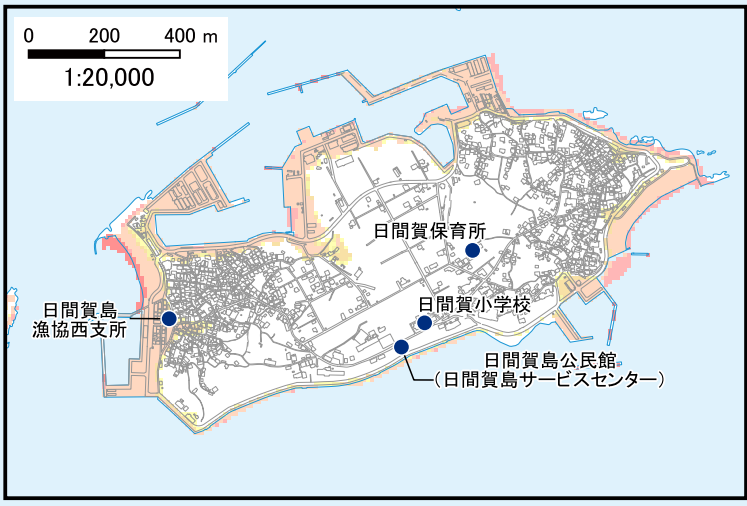 0 200 400 m
1:20,000
日間賀保育所
日間賀小学校
日間賀島
漁協西支所
日間賀島公民館
(日間賀島サービスセンター)